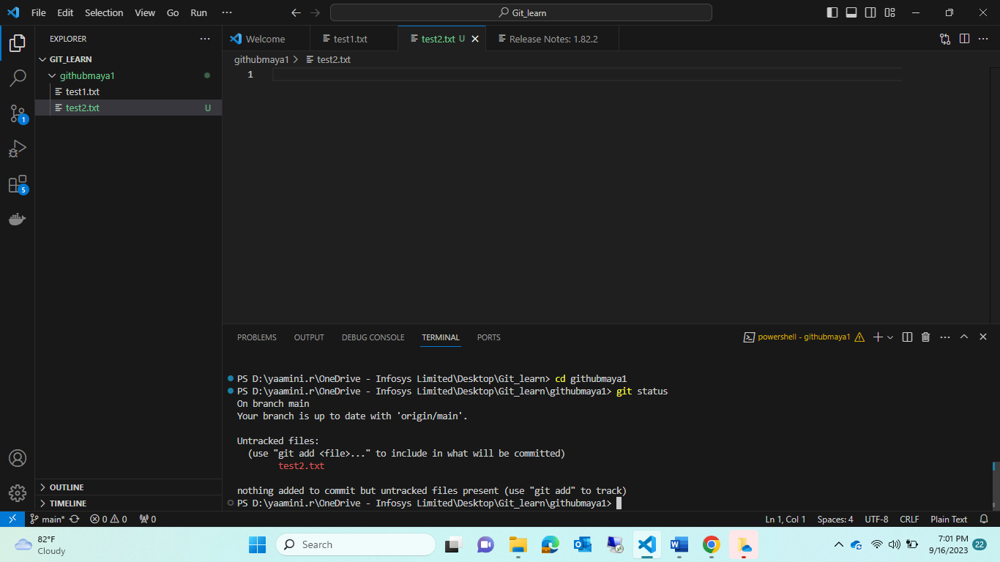 File Edit Selection View Go Run ···
Git_learn
EXPLORER ···
GIT_LEARN
githubmaya1
test1.txt
test2.txt U
1
5
OUTLINE
TIMELINE
Welcome test1.txt test2.txt U Release Notes: 1.82.2 ···
githubmaya1 > test2.txt
1
PROBLEMS OUTPUT DEBUG CONSOLE TERMINAL PORTS powershell - githubmaya1 ···
PS D:\yaamini.r\OneDrive - Infosys Limited\Desktop\Git_learn> cd githubmaya1
PS D:\yaamini.r\OneDrive - Infosys Limited\Desktop\Git_learn\githubmaya1> git status
On branch main
Your branch is up to date with 'origin/main'.
Untracked files:
(use "git add <file>..." to include in what will be committed)
test2.txt
nothing added to commit but untracked files present (use "git add" to track)
PS D:\yaamini.r\OneDrive - Infosys Limited\Desktop\Git_learn\githubmaya1>
main* 0 0 0 Ln 1, Col 1 Spaces: 4 UTF-8 CRLF Plain Text
82°F
Cloudy
Search
7:01 PM
9/16/2023
22